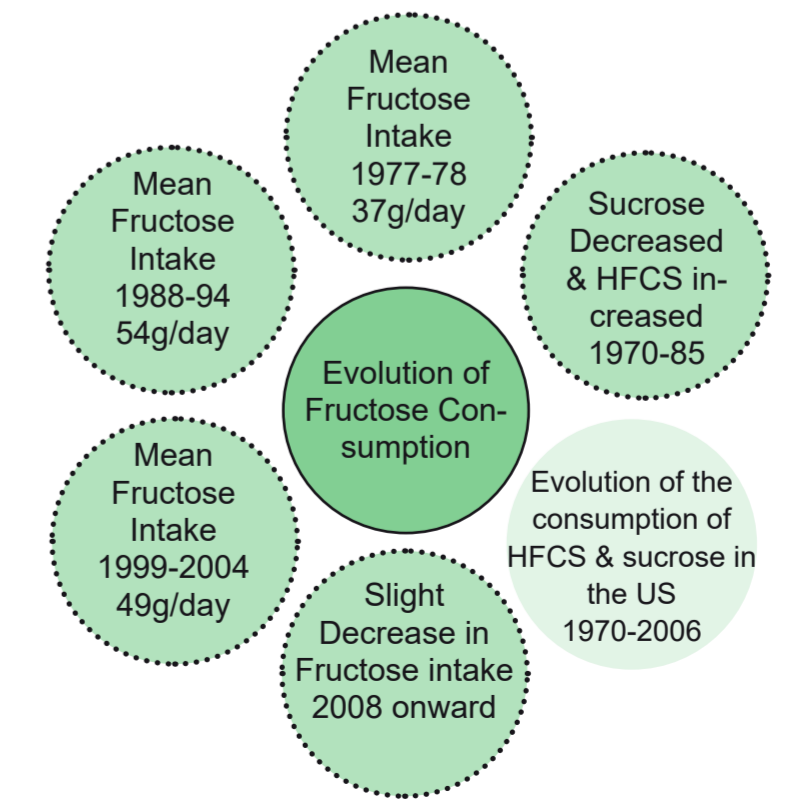 Mean
Fructose
Intake
1977-78
37g/day
Sucrose
Decreased
& HFCS in-
creased
1970-85
Evolution of the
consumption of
HFCS & sucrose in
the US
1970-2006
Slight
Decrease in
Fructose intake
2008 onward
Mean
Fructose
Intake
1999-2004
49g/day
Mean
Fructose
Intake
1988-94
54g/day
Evolution of
Fructose Con-
sumption